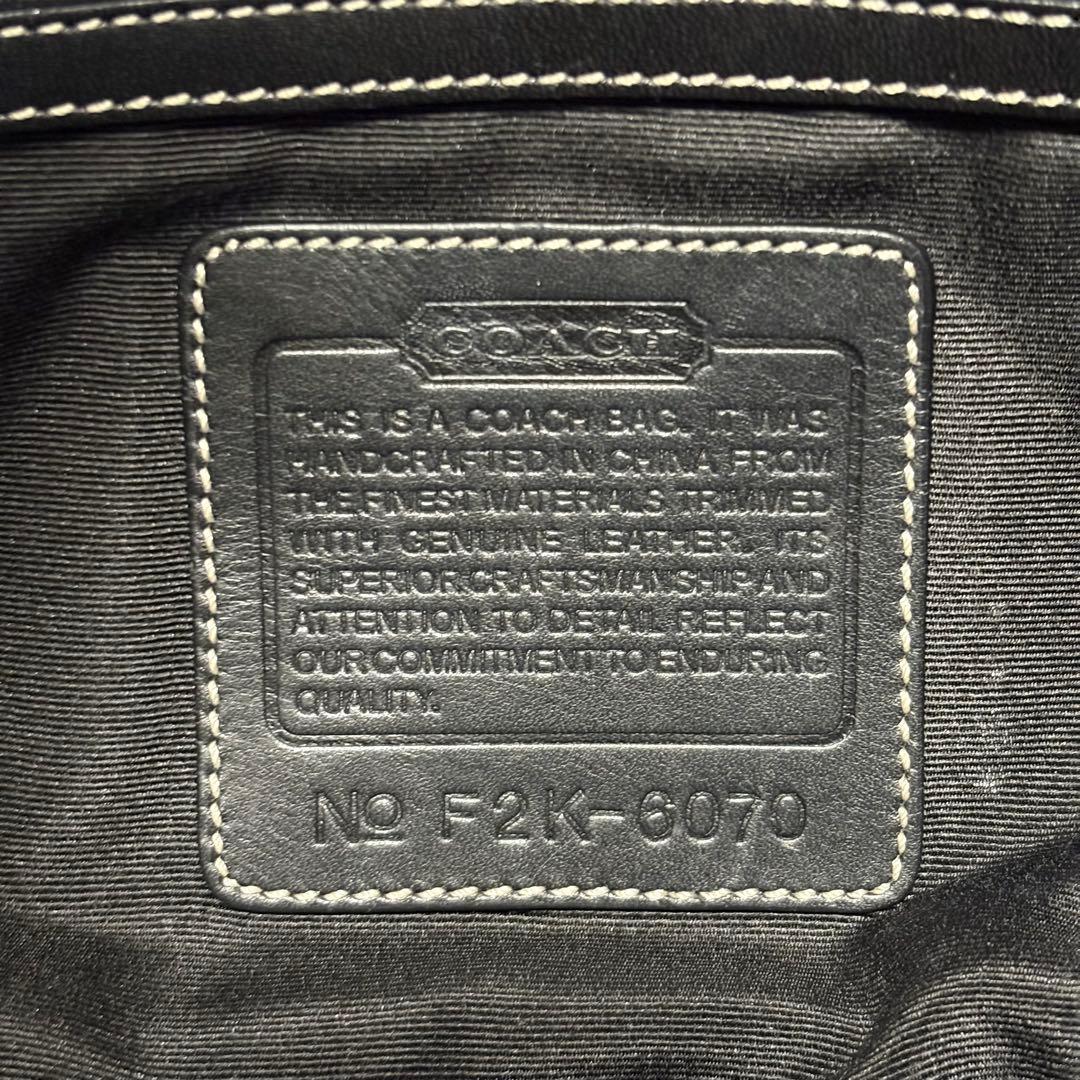 COACH
THIS IS A COACH BAG. IT WAS
HANDCRAFTED IN CHINA FROM
THE FINEST MATERIALS TRIMMED
WITH GENUINE LEATHER. ITS
SUPERIOR CRAFTSMANSHIP AND
ATTENTION TO DETAIL REFLECT
OUR COMMITMENT TO ENDURING
QUALITY.
No F2K-6070